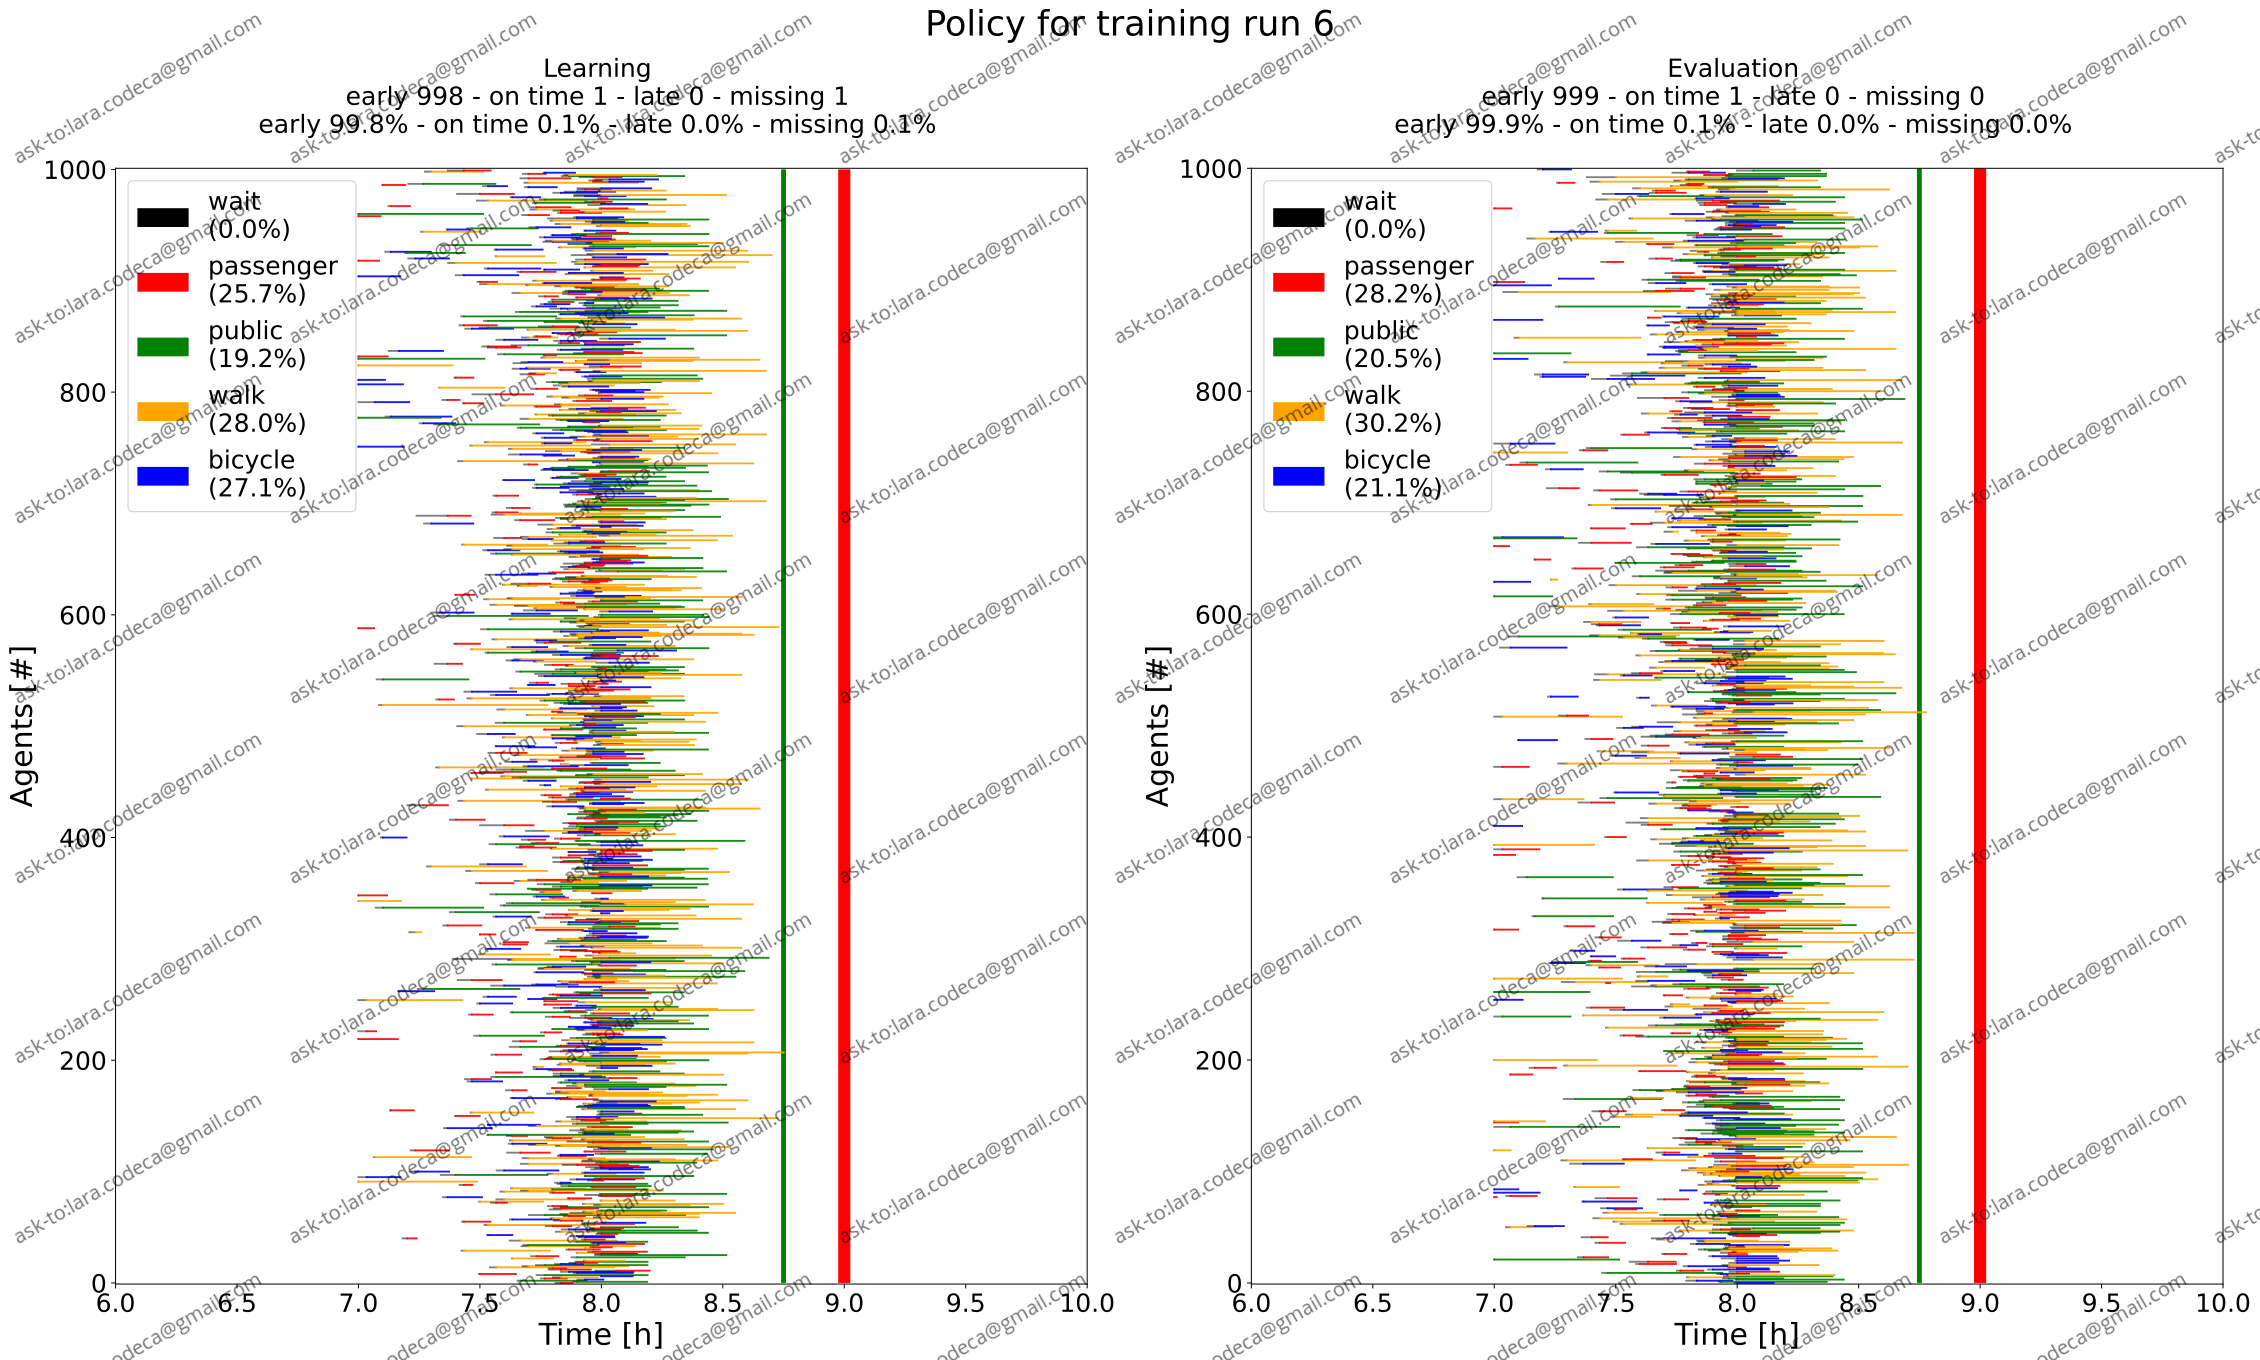 Policy for training run 6
Learning
early 998 - on time 1 - late 0 - missing 1
early 99.8% - on time 0.1% - late 0.0% - missing 0.1%
1000
800
600
400
200
0
Agents [#]
wait
(0.0%)
passenger
(25.7%)
public
(19.2%)
walk
(28.0%)
bicycle
(27.1%)
6.0 6.5 7.0 7.5 8.0 8.5 9.0 9.5 10.0
Time [h]
Evaluation
early 999 - on time 1 - late 0 - missing 0
early 99.9% - on time 0.1% - late 0.0% - missing 0.0%
1000
800
600
400
200
0
Agents [#]
wait
(0.0%)
passenger
(28.2%)
public
(20.5%)
walk
(30.2%)
bicycle
(21.1%)
6.0 6.5 7.0 7.5 8.0 8.5 9.0 9.5 10.0
Time [h]
ask-to:lara.codeca@gmail.com